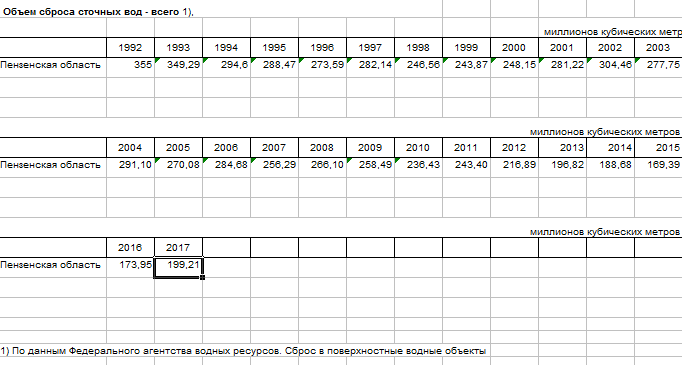 Объем сброса сточных вод - всего 1),
миллионов кубических метр
1992 1993 1994 1995 1996 1997 1998 1999 2000 2001 2002 2003
Пензенская область 355 349,29 294,6 288,47 273,59 282,14 246,56 243,87 248,15 281,22 304,46 277,75
миллионов кубических метров
2004 2005 2006 2007 2008 2009 2010 2011 2012 2013 2014 2015
Пензенская область 291,10 270,08 284,68 256,29 266,10 258,49 236,43 243,40 216,89 196,82 188,68 169,39
миллионов кубических метров
2016 2017
Пензенская область 173,95 199,21
1) По данным Федерального агентства водных ресурсов. Сброс в поверхностные водные объекты